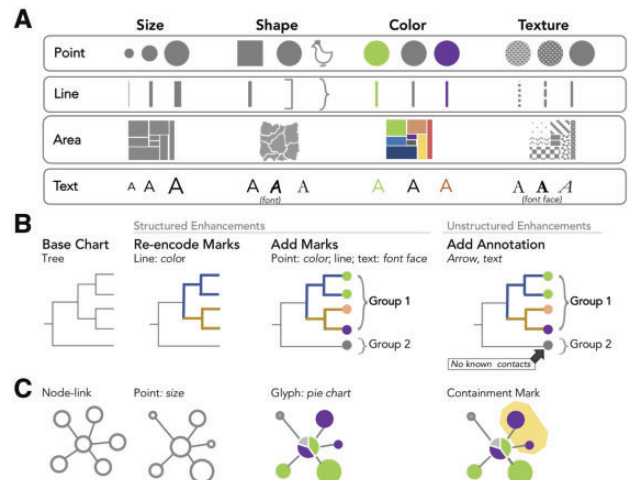 A
Size Shape Color Texture
Point
Line
Area
Text A A A A A A A A A A A A
(font) (font face)
B
Structured Enhancements Unstructured Enhancements
Base Chart Re-encode Marks Add Marks Add Annotation
Tree Line: color Point: color; line; text: font face Arrow, text
Group 1 Group 1
Group 2 Group 2
No known contacts
C
Node-link Point: size Glyph: pie chart Containment Mark